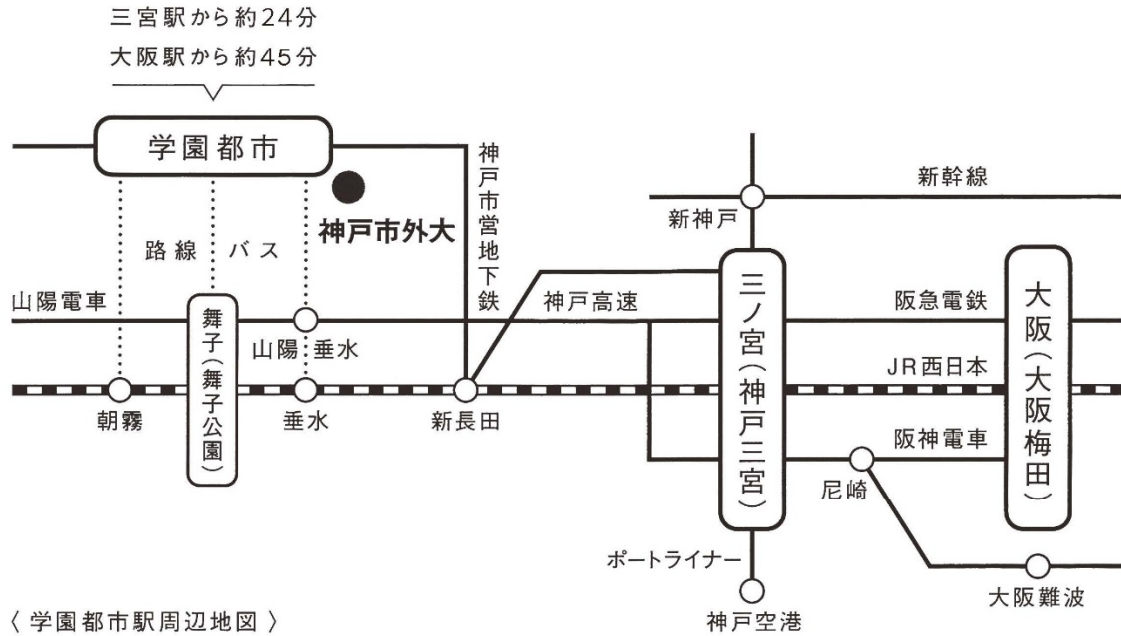 三宮駅から約24分
大阪駅から約45分
学園都市
神戸市外大
神戸市営地下鉄
新幹線
新神戸
路線バス
山陽電車
舞子(舞子公園)
山陽垂水
神戸高速
三ノ宮(神戸三宮)
阪急電鉄
大阪(大阪梅田)
JR西日本
朝霧
垂水
新長田
阪神電車
尼崎
ポートライナー
神戸空港
大阪難波
〈 学園都市駅周辺地図 〉